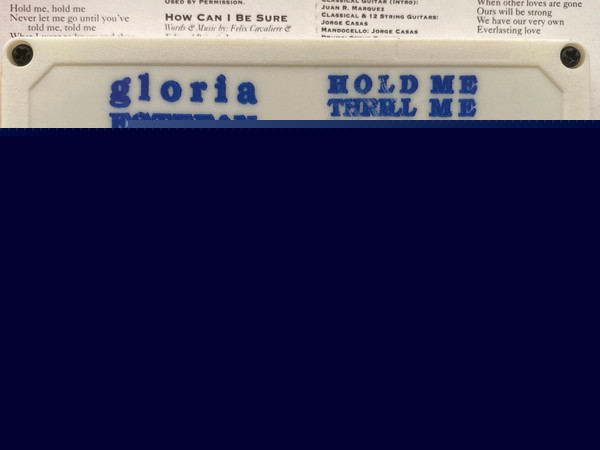 Hold me, hold me
Never let me go until you've
told me, told me
USED BY PERMISSION.
HOW CAN I BE SURE
Words & Music by: Felix Cavaliere &
CLASSICAL GUITAR (INTRO):
JUAN R. MARQUEZ
CLASSICAL & 12 STRING GUITARS:
JORGE CASAS
MANDOCELLO: JORGE CASAS
When other loves are gone
Ours will be strong
We have our very own
Everlasting love
gloria
ESTEFAN
HOLD ME
THRILL ME